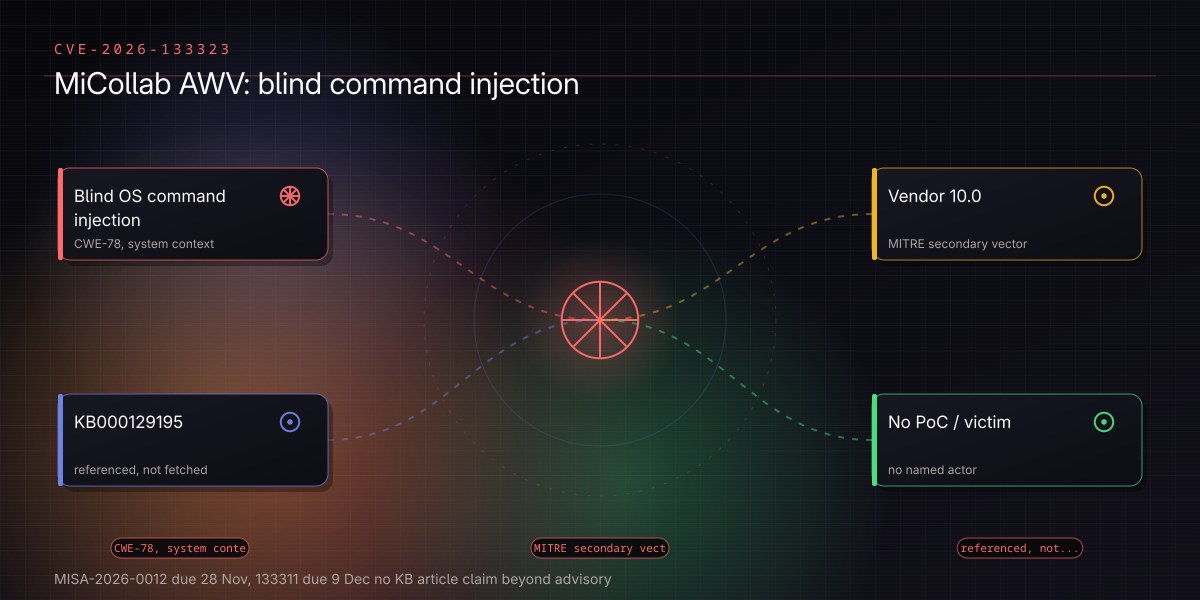 CVE-2026-133323
MiCollab AWV: blind command injection
Blind OS command
injection
CWE-78, system context
Vendor 10.0
MITRE secondary vector
KB000129195
referenced, not fetched
No PoC / victim
no named actor
CWE-78, system conte
MITRE secondary vect
referenced, not...
MISA-2026-0012 due 28 Nov, 133311 due 9 Dec no KB article claim beyond advisory